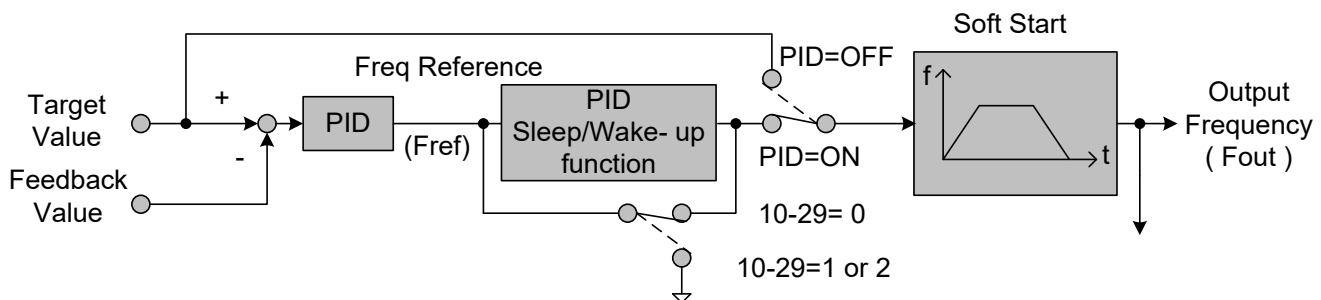 Soft Start
PID=OFF
Freq Reference
f
Target
Value
+
PID
(Fref)
PID
Sleep/Wake- up
function
PID=ON
t
Output
Frequency
( Fout )
-
Feedback
Value
10-29= 0
10-29=1 or 2